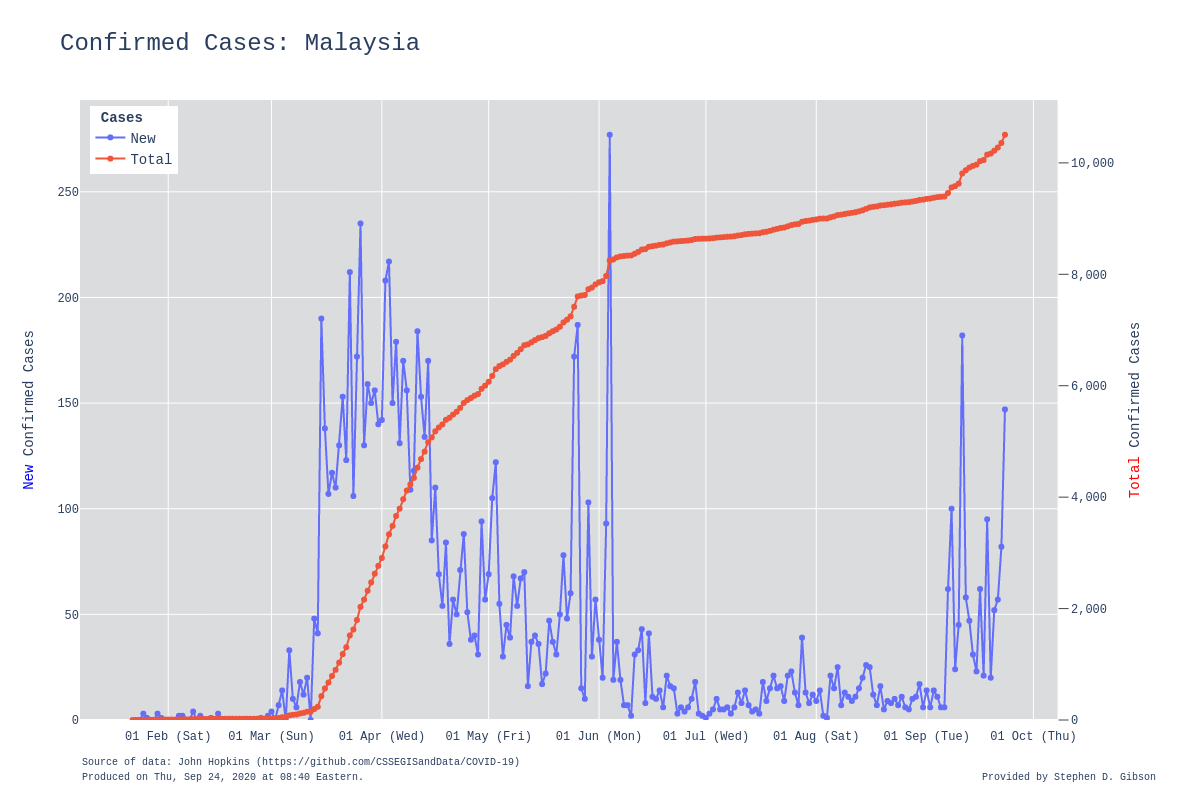 Confirmed Cases: Malaysia
Cases
New
Total
250
200
150
100
50
0
10,000
8,000
6,000
4,000
2,000
0
New Confirmed Cases
Total Confirmed Cases
01 Feb (Sat) 01 Mar (Sun) 01 Apr (Wed) 01 May (Fri) 01 Jun (Mon) 01 Jul (Wed) 01 Aug (Sat) 01 Sep (Tue) 01 Oct (Thu)
Source of data: John Hopkins (https://github.com/CSSEGISandData/COVID-19)
Produced on Thu, Sep 24, 2020 at 08:40 Eastern.
Provided by Stephen D. Gibson